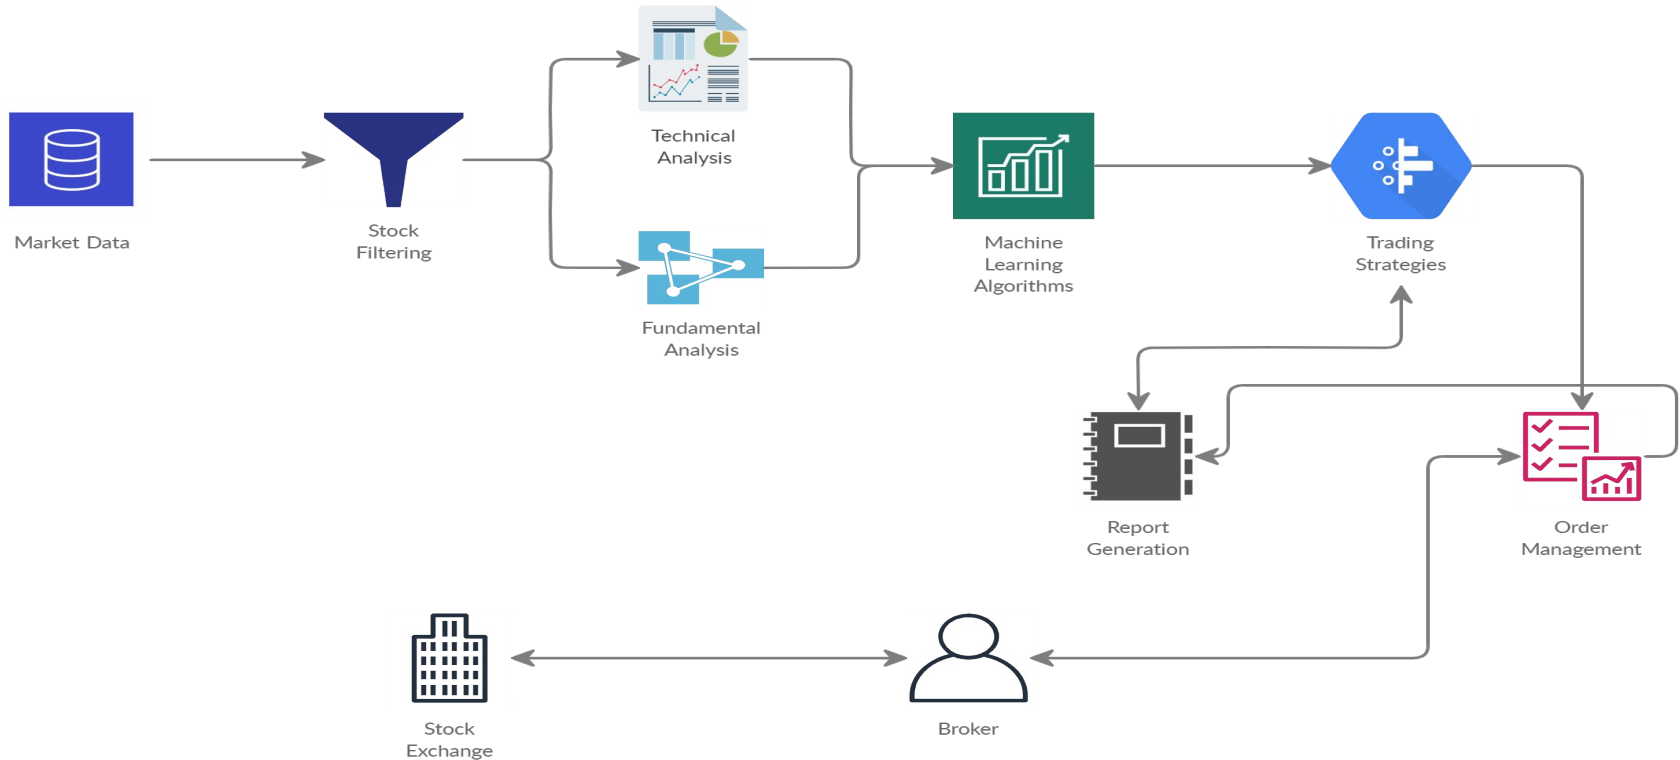 Technical
Analysis
Market Data
Stock
Filtering
Machine
Learning
Algorithms
Trading
Strategies
Fundamental
Analysis
Report
Generation
Order
Management
Stock
Exchange
Broker